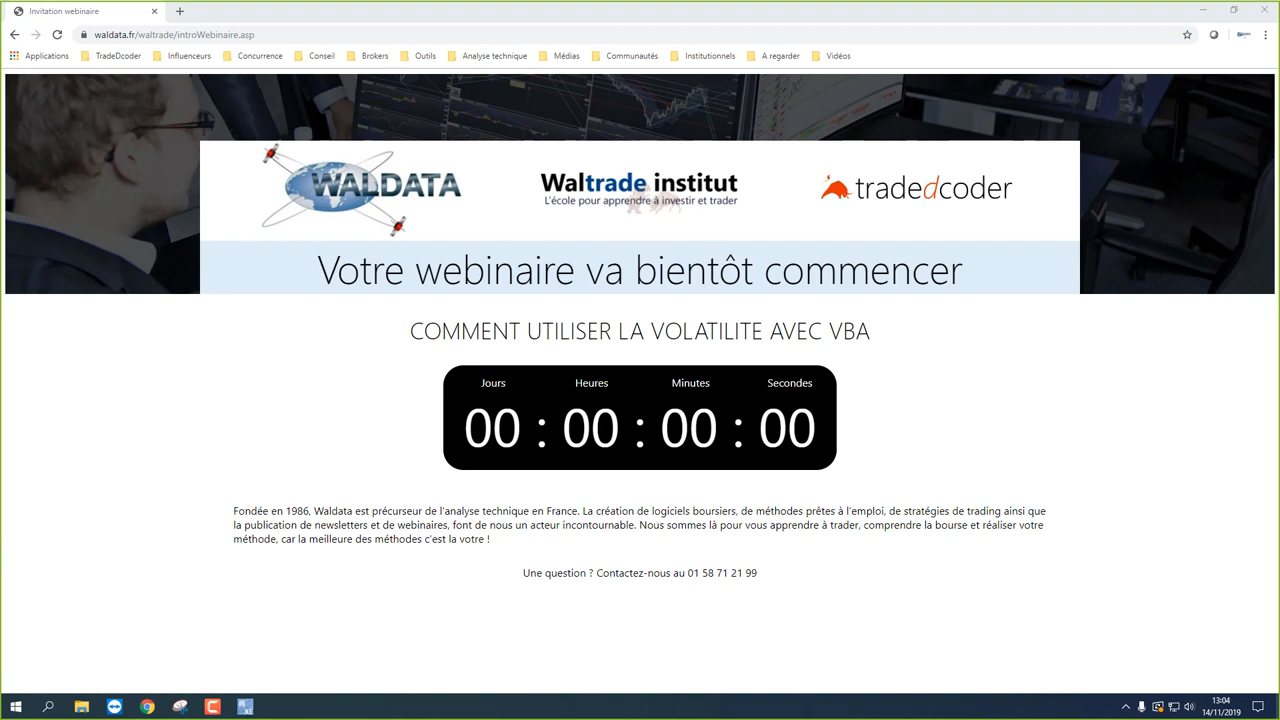 Invitation webinaire
waldata.fr/waltrade/introWebinaire.asp
Applications TradeDcoder Influenceurs Concurrence Conseil Brokers Outils Analyse technique Médias Communautés Institutionnels A regarder Vidéos
WALDATA
Waltrade institut
L'école pour apprendre à investir et trader
tradedcoder
Votre webinaire va bientôt commencer
COMMENT UTILISER LA VOLATILITE AVEC VBA
Jours Heures Minutes Secondes
00 : 00 : 00 : 00
Fondée en 1986, Waldata est précurseur de l'analyse technique en France. La création de logiciels boursiers, de méthodes prêtes à l'emploi, de stratégies de trading ainsi que
la publication de newsletters et de webinaires, font de nous un acteur incontournable. Nous sommes là pour vous apprendre à trader, comprendre la bourse et réaliser votre
méthode, car la meilleure des méthodes c'est la votre !
Une question ? Contactez-nous au 01 58 71 21 99
13:04
14/11/2019